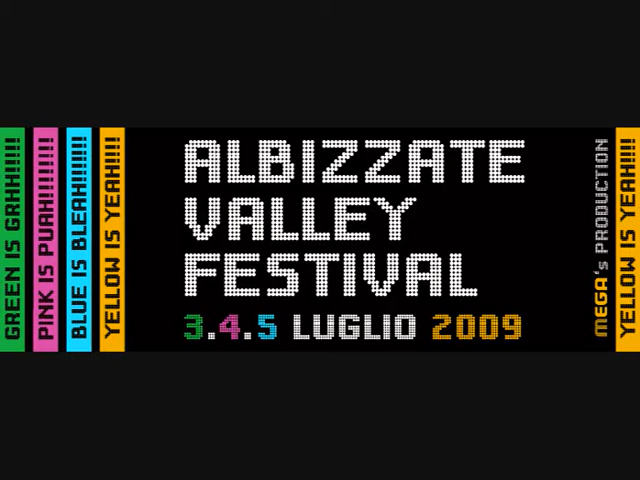 GREEN IS GRHH!!!!!
PINK IS PUAH!!!!!!!!
BLUE IS BLEAH!!!!!!!
YELLOW IS YEAH!!!!
ALBIZZATE
VALLEY
FESTIVAL
3.4.5 LUGLIO 2009
MEGA's PRODUCTION
YELLOW IS YEAH!!!!